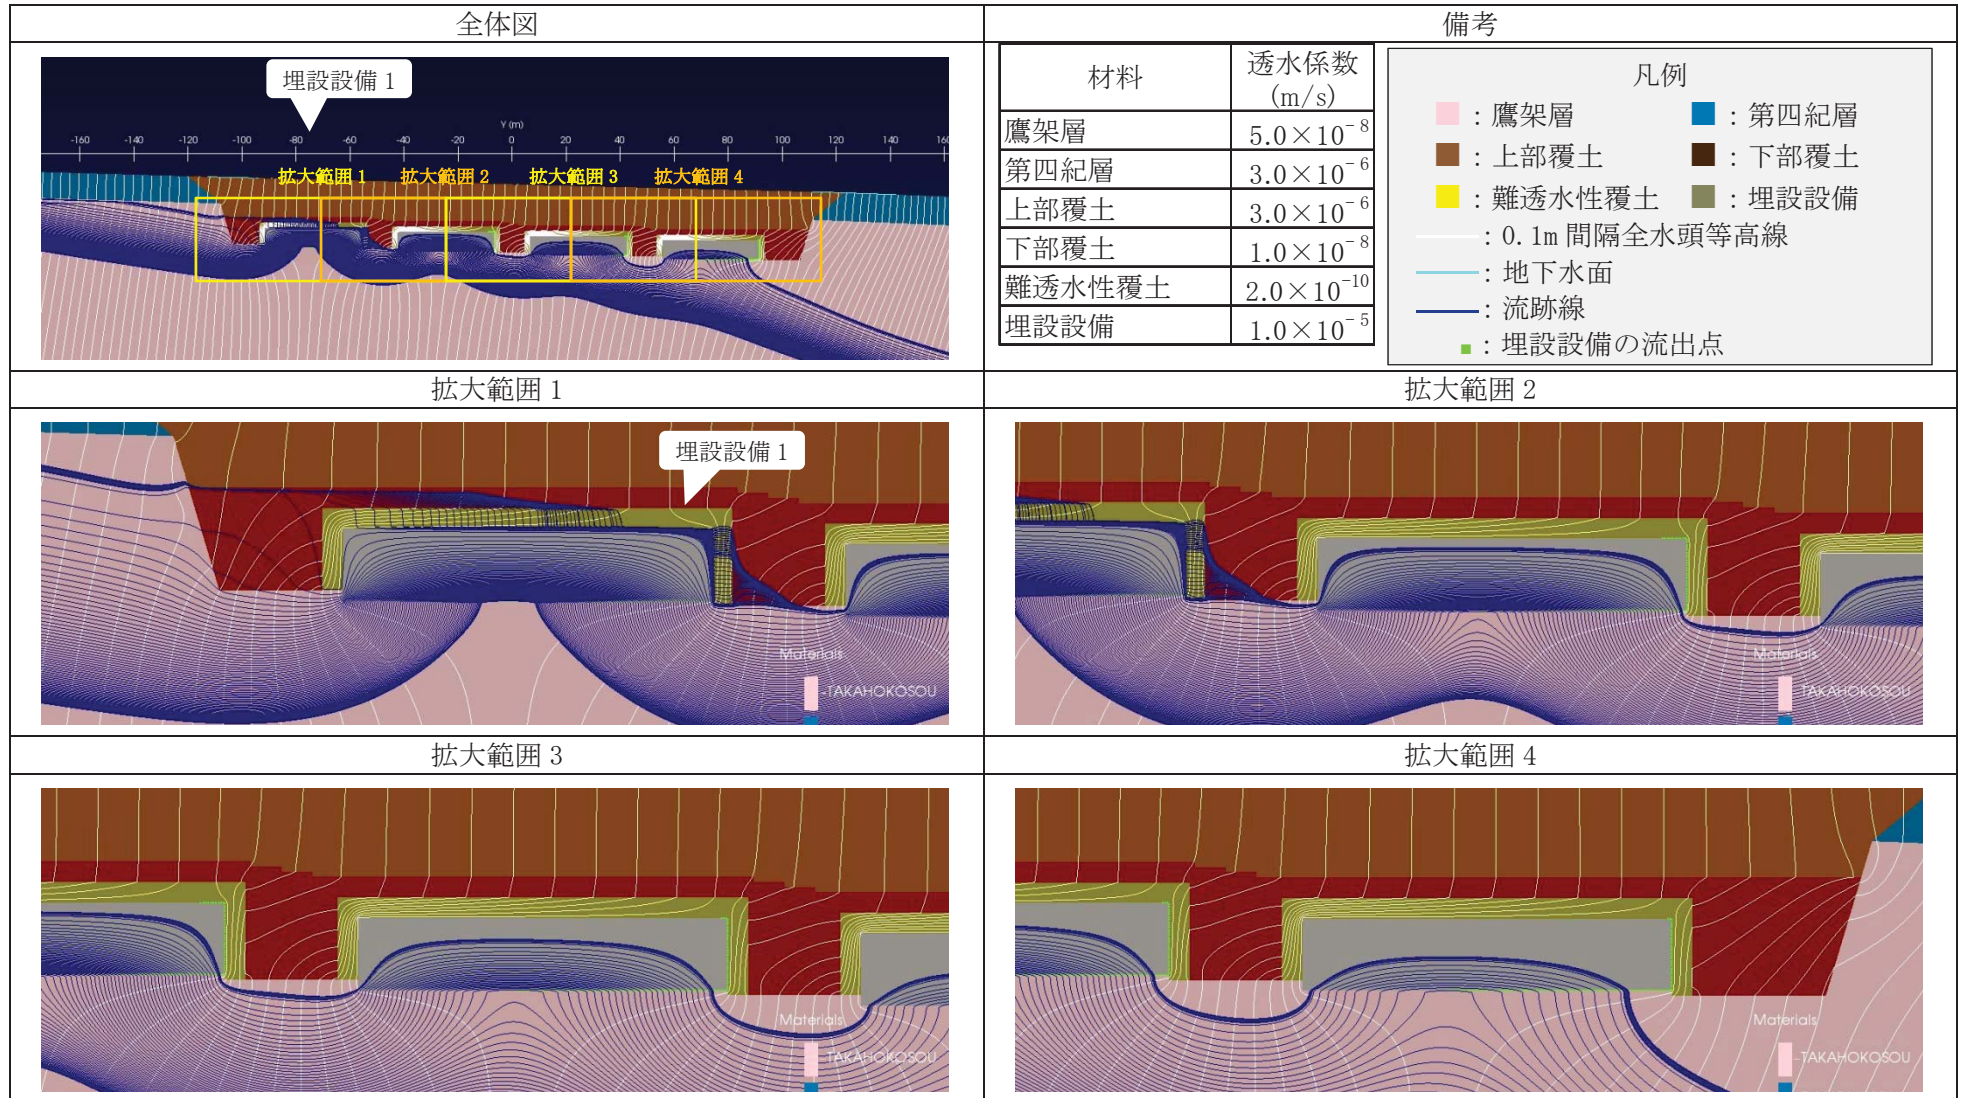 全体図
備考
埋設設備 1
Y (m)
-160 -140 -120 -100 -80 -60 -40 -20 0 20 40 60 80 100 120 140 160
拡大範囲 1 拡大範囲 2 拡大範囲 3 拡大範囲 4
材料 透水係数 (m/s)
鷹架層 5.0×10⁻⁸
第四紀層 3.0×10⁻⁶
上部覆土 3.0×10⁻⁶
下部覆土 1.0×10⁻⁸
難透水性覆土 2.0×10⁻¹⁰
埋設設備 1.0×10⁻⁵
凡例
：鷹架層 ：第四紀層
：上部覆土 ：下部覆土
：難透水性覆土 ：埋設設備
：0.1m 間隔全水頭等高線
：地下水面
：流跡線
：埋設設備の流出点
拡大範囲 1
拡大範囲 2
埋設設備 1
Materials
-TAKAHOKOSOU
Materials
TAKAHOKOSOU
拡大範囲 3
拡大範囲 4
Materials
TAKAHOKOSOU
Materials
-TAKAHOKOSOU